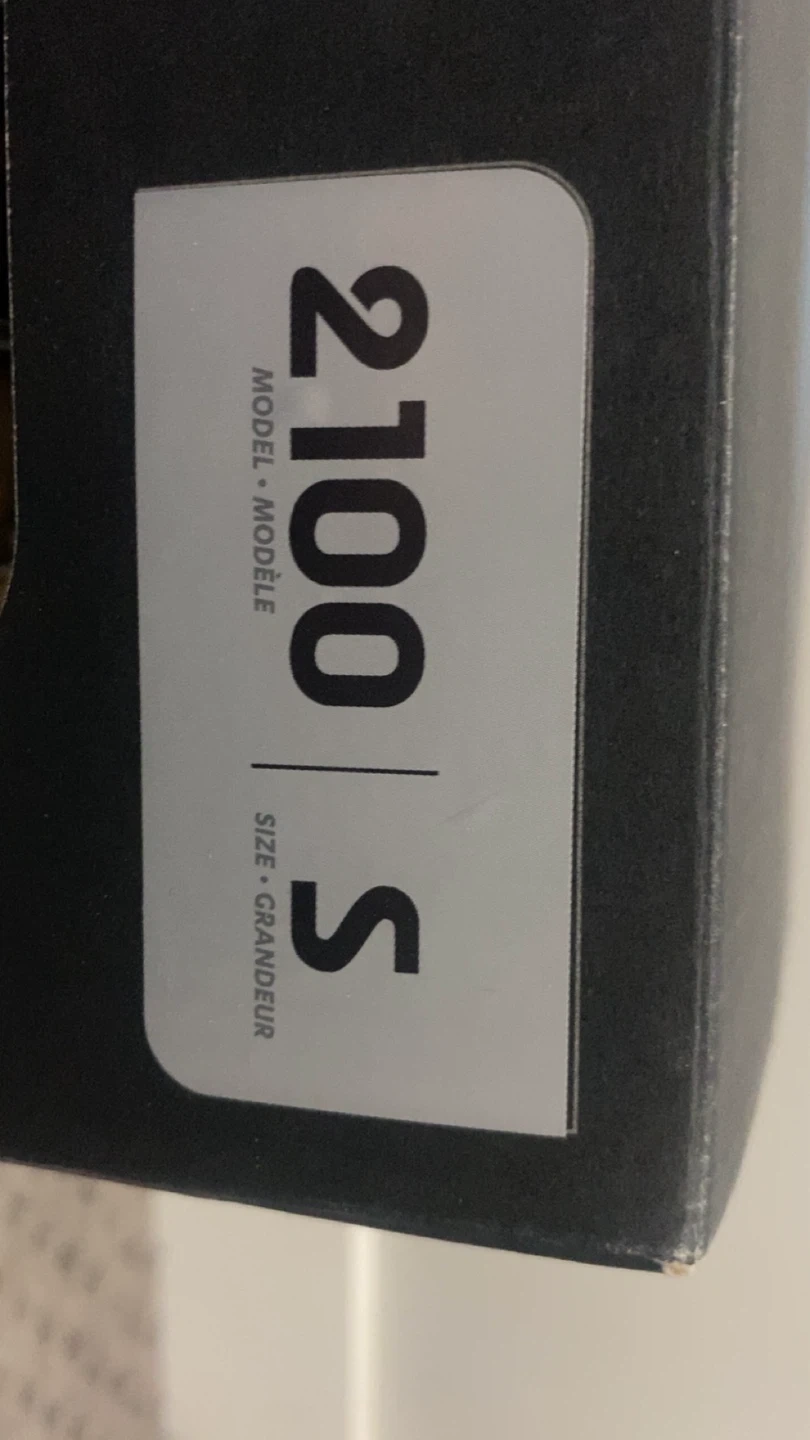 2100 | S
MODEL • MODÈLE SIZE • GRANDEUR